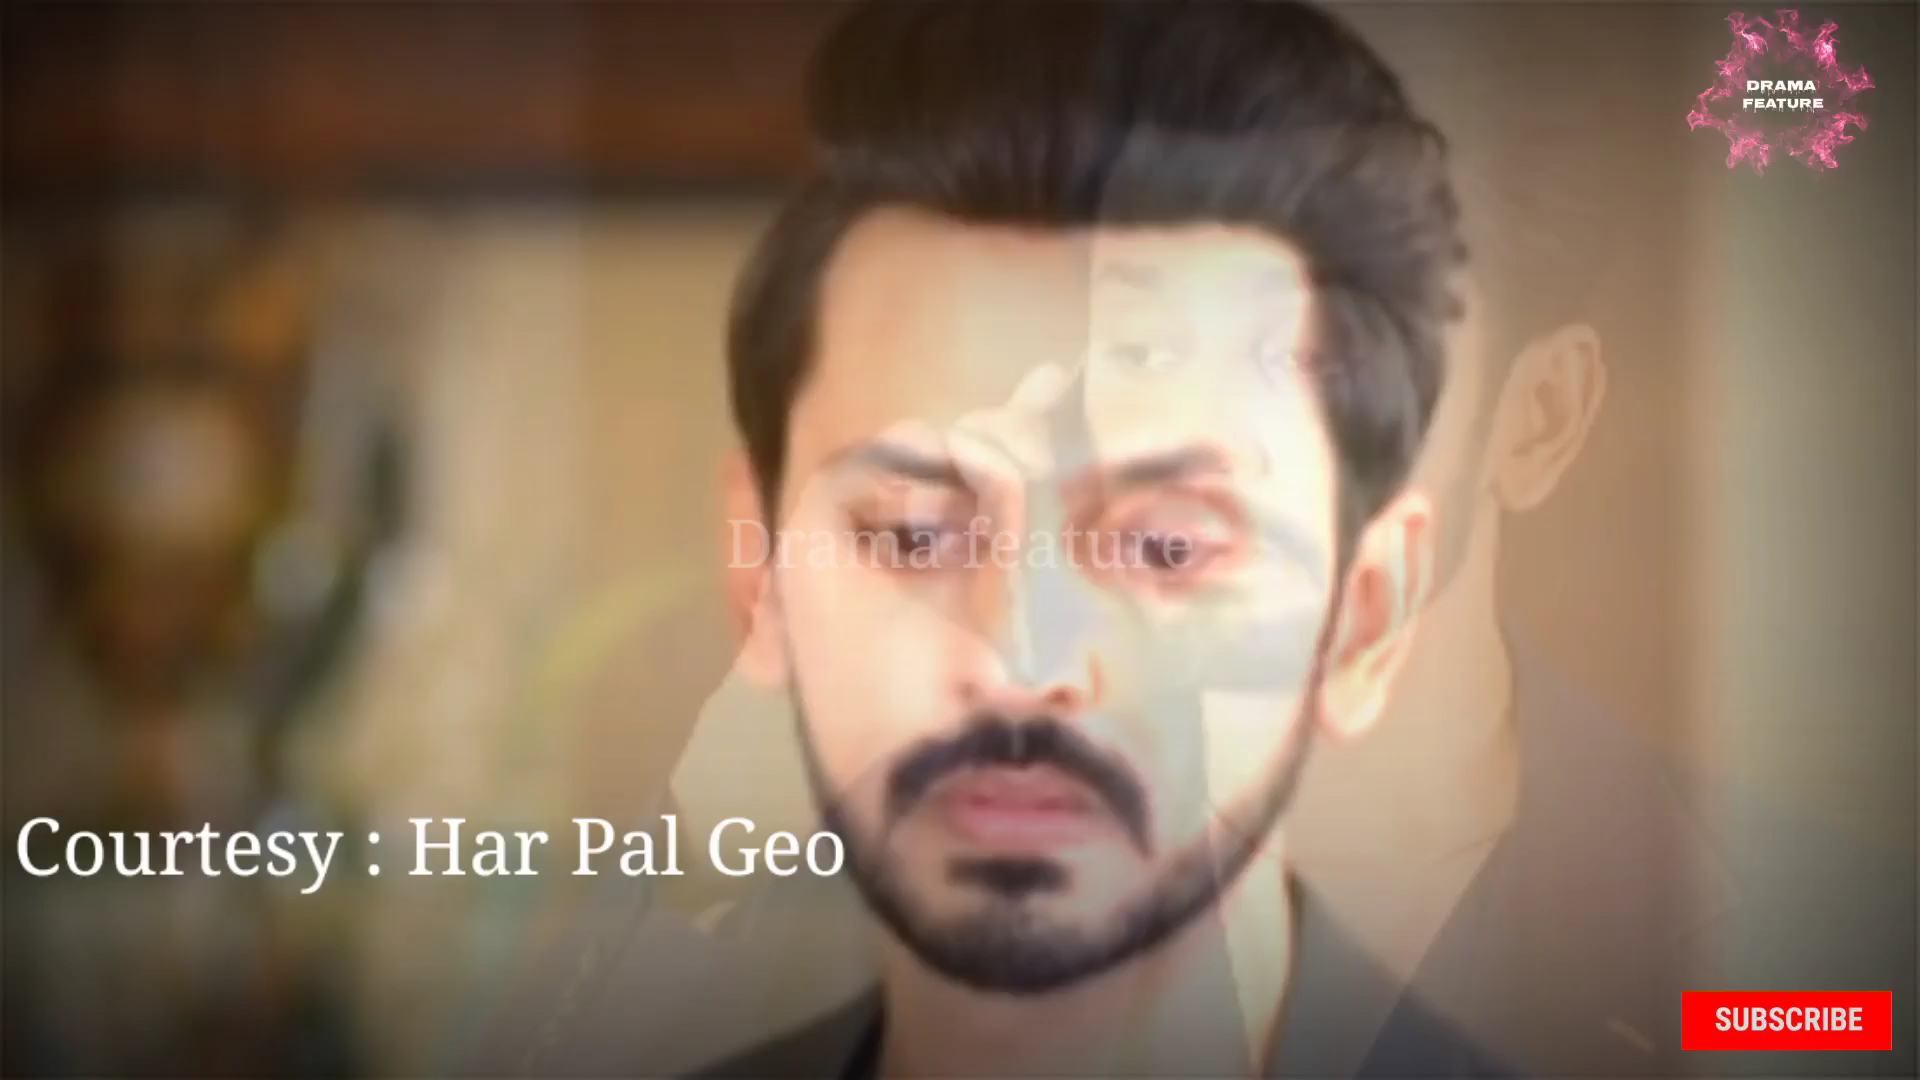 DRAMA
FEATURE
Drama feature
Courtesy : Har Pal Geo
SUBSCRIBE